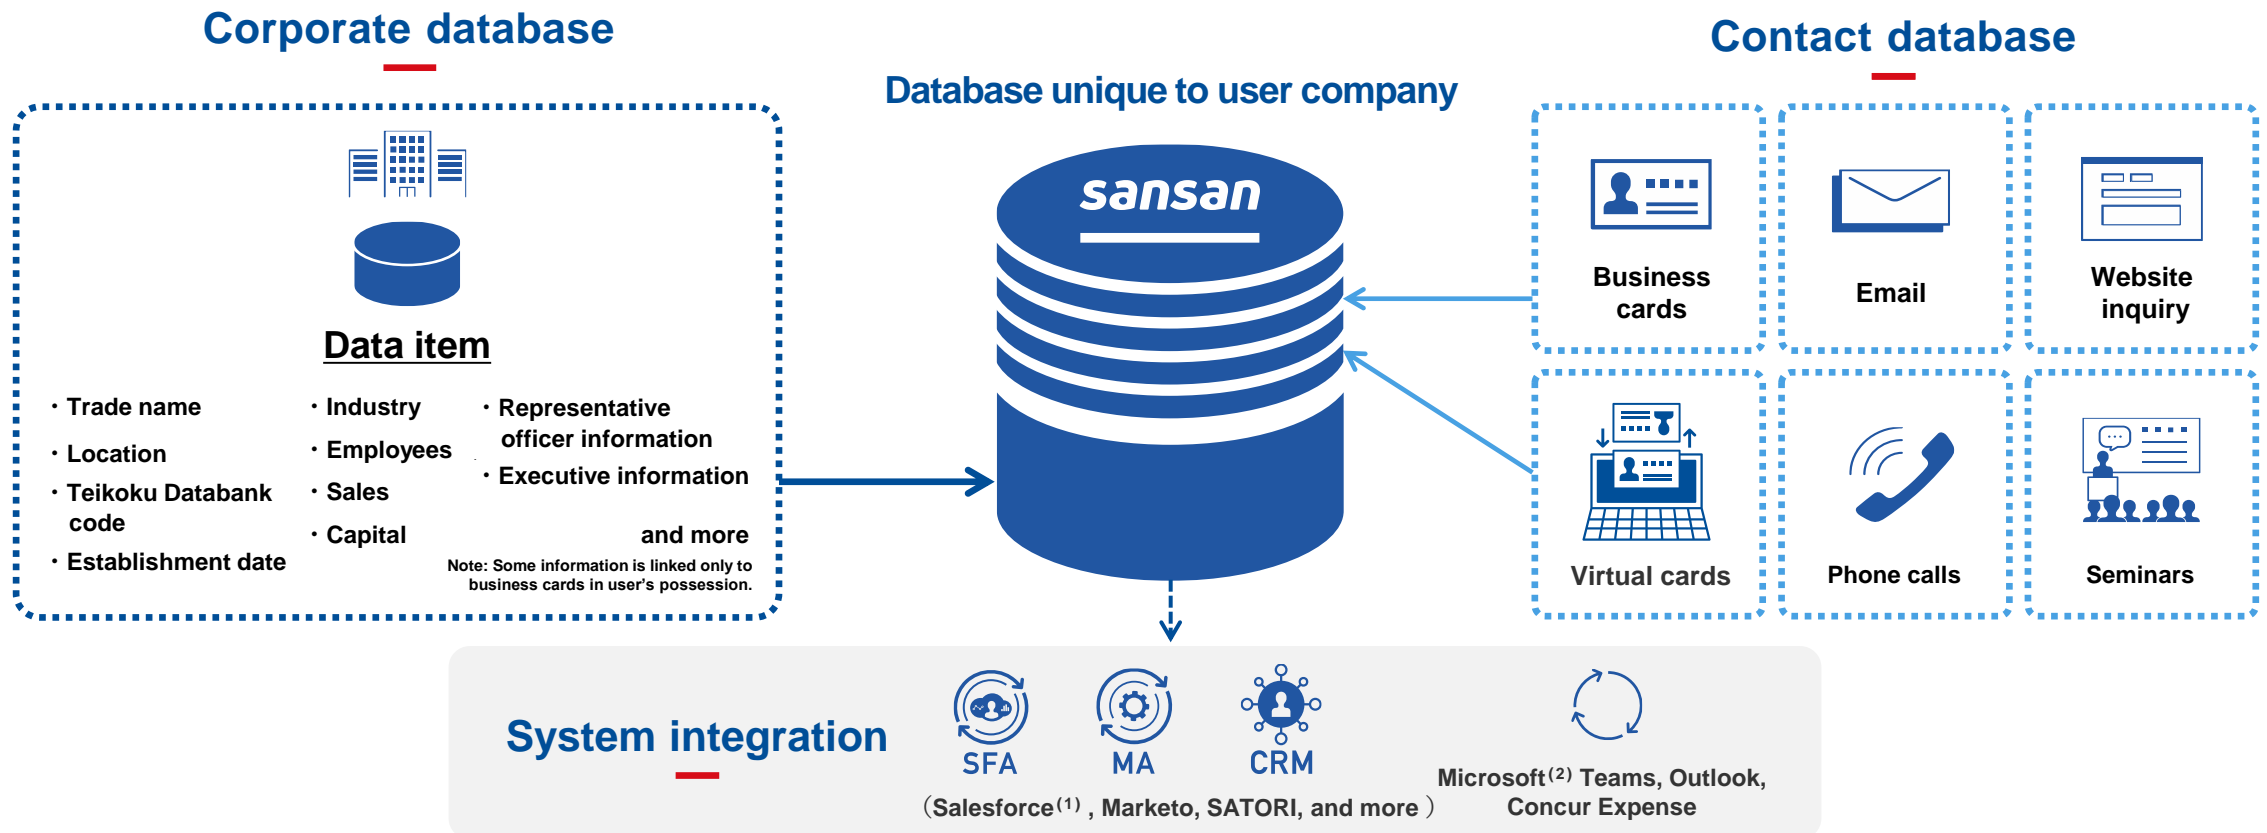 Corporate database
Database unique to user company
Contact database
sansan
Data item
・Trade name
・Location
・Teikoku Databank
code
・Establishment date
・Industry
・Employees
・Sales
・Capital
・Representative
officer information
・Executive information
and more
Note: Some information is linked only to
business cards in user's possession.
Business
cards
Email
Website
inquiry
Virtual cards
Phone calls
Seminars
System integration
SFA
MA
CRM
（Salesforce(1) , Marketo, SATORI, and more ）
Microsoft(2) Teams, Outlook,
Concur Expense